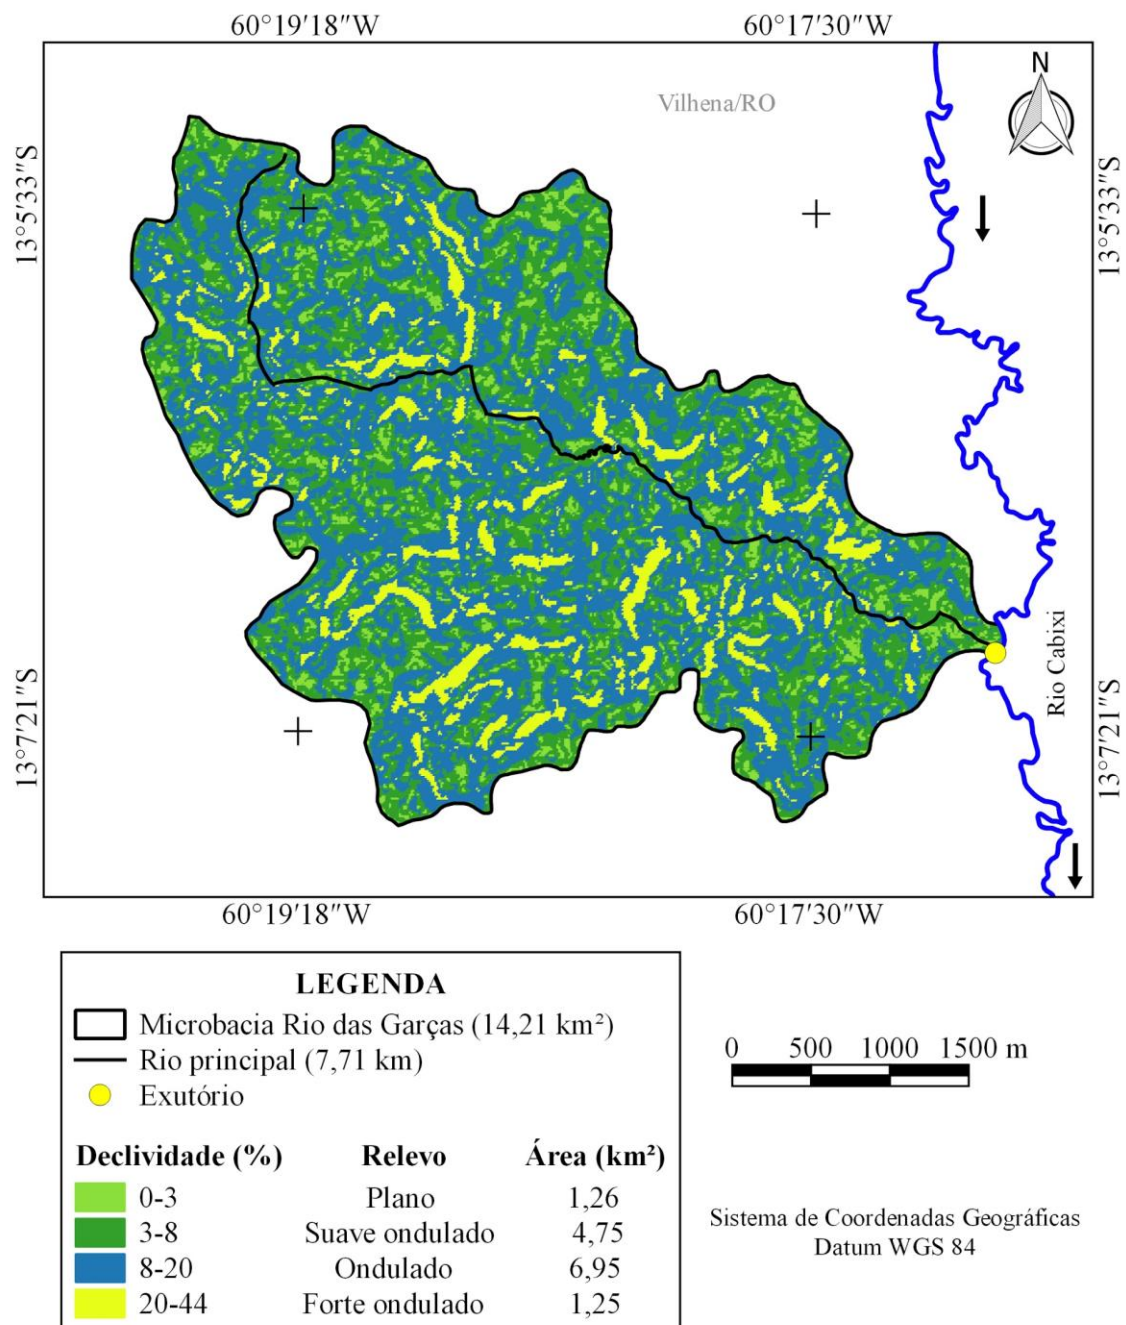 60°19'18"W 60°17'30"W
Vilhena/RO
N
13°5'33"S 13°5'33"S
Rio Cabixi
13°7'21"S 13°7'21"S
60°19'18"W 60°17'30"W
LEGENDA
Microbacia Rio das Garças (14,21 km²)
Rio principal (7,71 km)
Exutório
Declividade (%) Relevo Área (km²)
0-3 Plano 1,26
3-8 Suave ondulado 4,75
8-20 Ondulado 6,95
20-44 Forte ondulado 1,25
0 500 1000 1500 m
Sistema de Coordenadas Geográficas
Datum WGS 84